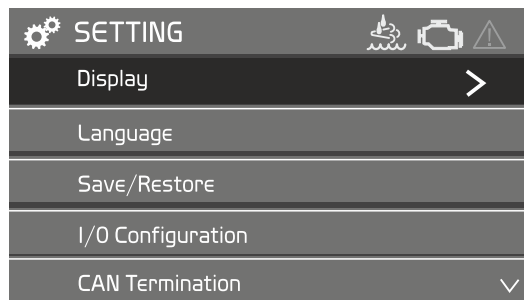 SETTING
Display
Language
Save/Restore
I/O Configuration
CAN Termination